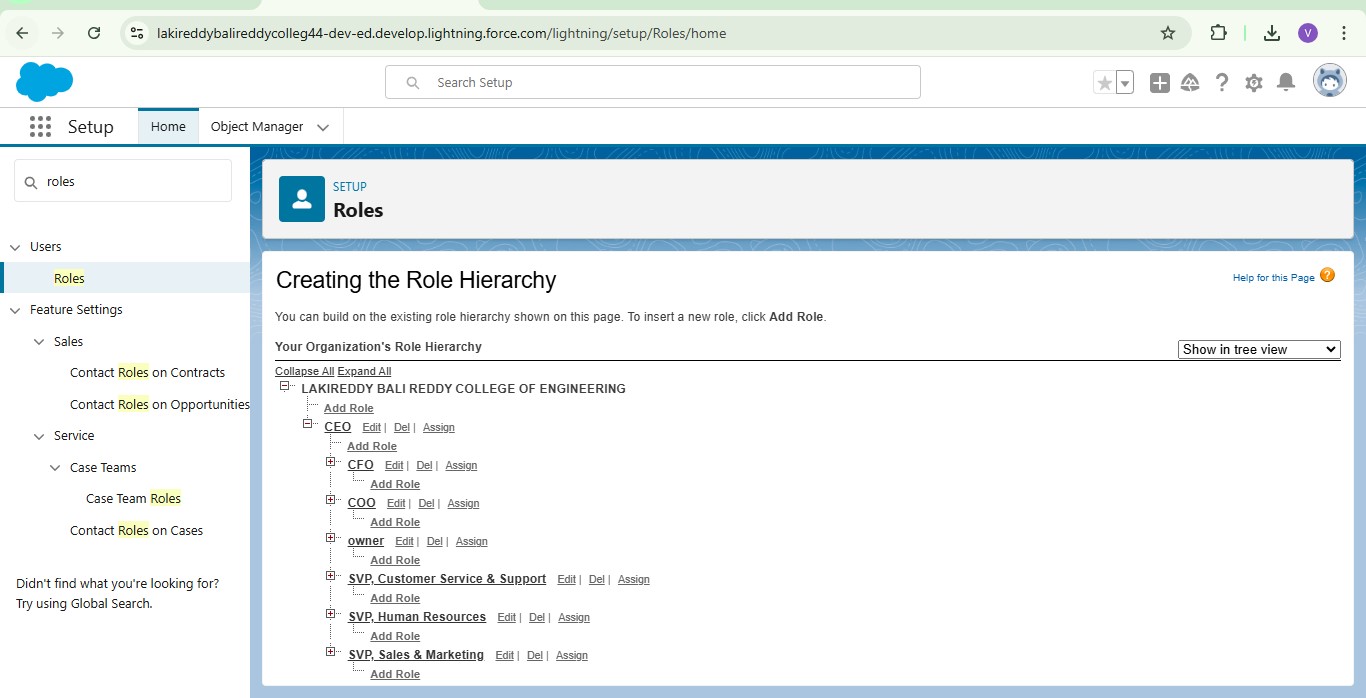 lakireddybalireddycolleg44-dev-ed.develop.lightning.force.com/lightning/setup/Roles/home
V
Search Setup
Setup
Home
Object Manager
roles
Users
Roles
Feature Settings
Sales
Contact Roles on Contracts
Contact Roles on Opportunities
Service
Case Teams
Case Team Roles
Contact Roles on Cases
Didn't find what you're looking for?
Try using Global Search.
SETUP
Roles
Creating the Role Hierarchy
Help for this Page ?
You can build on the existing role hierarchy shown on this page. To insert a new role, click Add Role.
Your Organization's Role Hierarchy
Show in tree view
Collapse All Expand All
LAKIREDDY BALI REDDY COLLEGE OF ENGINEERING
Add Role
CEO Edit | Del | Assign
Add Role
CFO Edit | Del | Assign
Add Role
COO Edit | Del | Assign
Add Role
owner Edit | Del | Assign
Add Role
SVP, Customer Service & Support Edit | Del | Assign
Add Role
SVP, Human Resources Edit | Del | Assign
Add Role
SVP, Sales & Marketing Edit | Del | Assign
Add Role